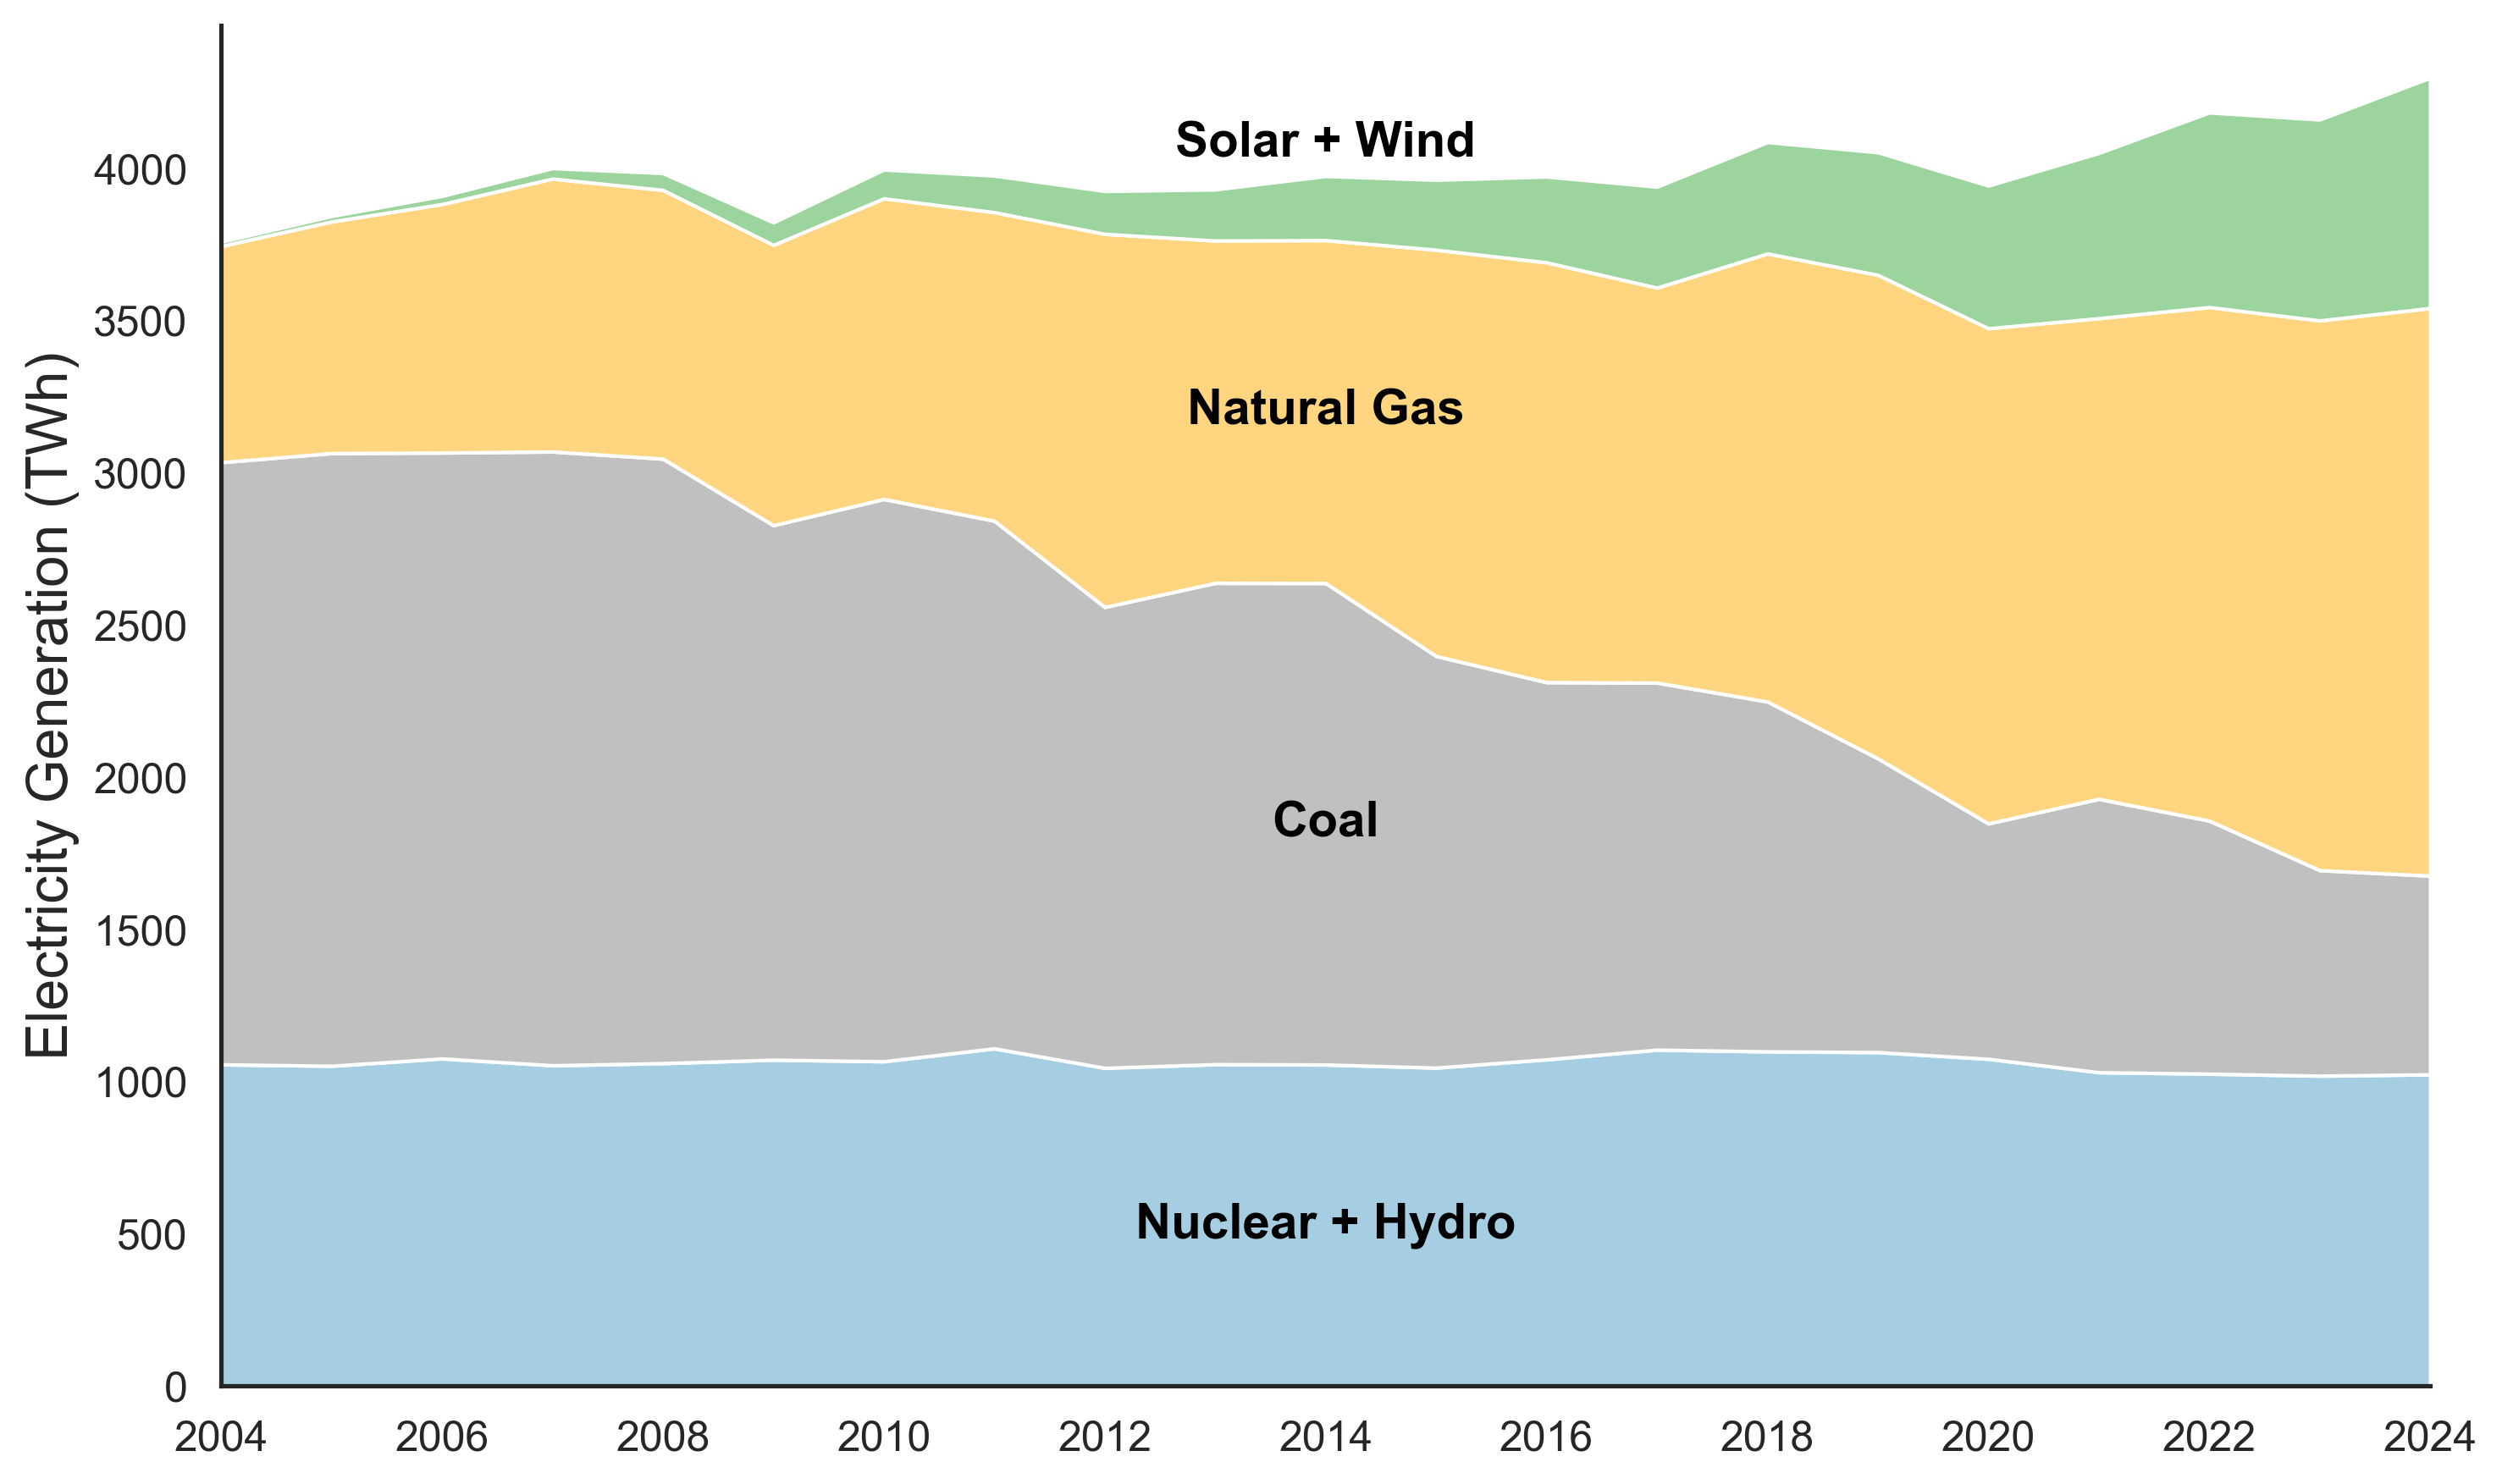 Electricity Generation (TWh)
4000
3500
3000
2500
2000
1500
1000
500
0
Solar + Wind
Natural Gas
Coal
Nuclear + Hydro
2004 2006 2008 2010 2012 2014 2016 2018 2020 2022 2024